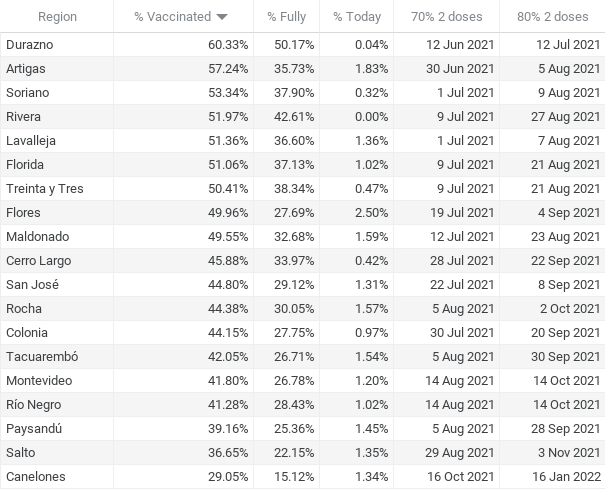 Region % Vaccinated % Fully % Today 70% 2 doses 80% 2 doses
Durazno 60.33% 50.17% 0.04% 12 Jun 2021 12 Jul 2021
Artigas 57.24% 35.73% 1.83% 30 Jun 2021 5 Aug 2021
Soriano 53.34% 37.90% 0.32% 1 Jul 2021 9 Aug 2021
Rivera 51.97% 42.61% 0.00% 9 Jul 2021 27 Aug 2021
Lavalleja 51.36% 36.60% 1.36% 1 Jul 2021 7 Aug 2021
Florida 51.06% 37.13% 1.02% 9 Jul 2021 21 Aug 2021
Treinta y Tres 50.41% 38.34% 0.47% 9 Jul 2021 21 Aug 2021
Flores 49.96% 27.69% 2.50% 19 Jul 2021 4 Sep 2021
Maldonado 49.55% 32.68% 1.59% 12 Jul 2021 23 Aug 2021
Cerro Largo 45.88% 33.97% 0.42% 28 Jul 2021 22 Sep 2021
San José 44.80% 29.12% 1.31% 22 Jul 2021 8 Sep 2021
Rocha 44.38% 30.05% 1.57% 5 Aug 2021 2 Oct 2021
Colonia 44.15% 27.75% 0.97% 30 Jul 2021 20 Sep 2021
Tacuarembó 42.05% 26.71% 1.54% 5 Aug 2021 30 Sep 2021
Montevideo 41.80% 26.78% 1.20% 14 Aug 2021 14 Oct 2021
Río Negro 41.28% 28.43% 1.02% 14 Aug 2021 14 Oct 2021
Paysandú 39.16% 25.36% 1.45% 5 Aug 2021 28 Sep 2021
Salto 36.65% 22.15% 1.35% 29 Aug 2021 3 Nov 2021
Canelones 29.05% 15.12% 1.34% 16 Oct 2021 16 Jan 2022